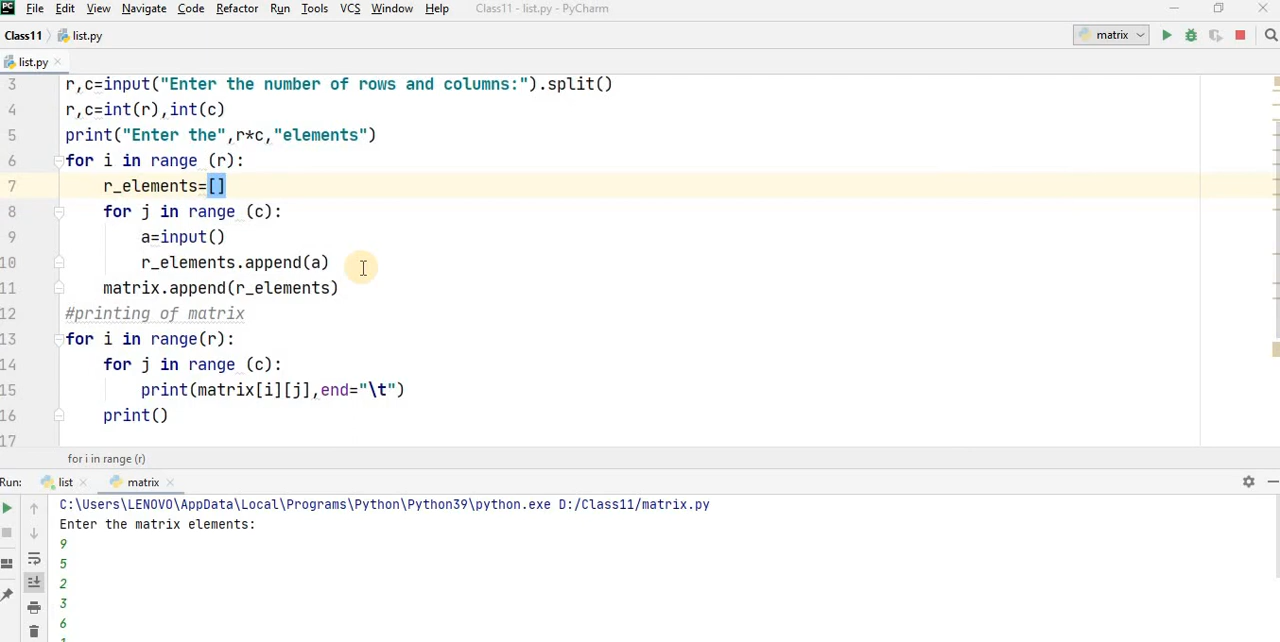 PC File Edit View Navigate Code Refactor Run Tools VCS Window Help Class11 - list.py - PyCharm
Class11 list.py matrix
list.py
3 r,c=input("Enter the number of rows and columns:").split()
4 r,c=int(r),int(c)
5 print("Enter the",r*c,"elements")
6 for i in range (r):
7 r_elements=[]
8 for j in range (c):
9 a=input()
10 r_elements.append(a)
11 matrix.append(r_elements)
12 #printing of matrix
13 for i in range(r):
14 for j in range (c):
15 print(matrix[i][j],end="\t")
16 print()
17
for i in range (r)
Run: list matrix
C:\Users\LENOVO\AppData\Local\Programs\Python\Python39\python.exe D:/Class11/matrix.py
Enter the matrix elements:
9
5
2
3
6